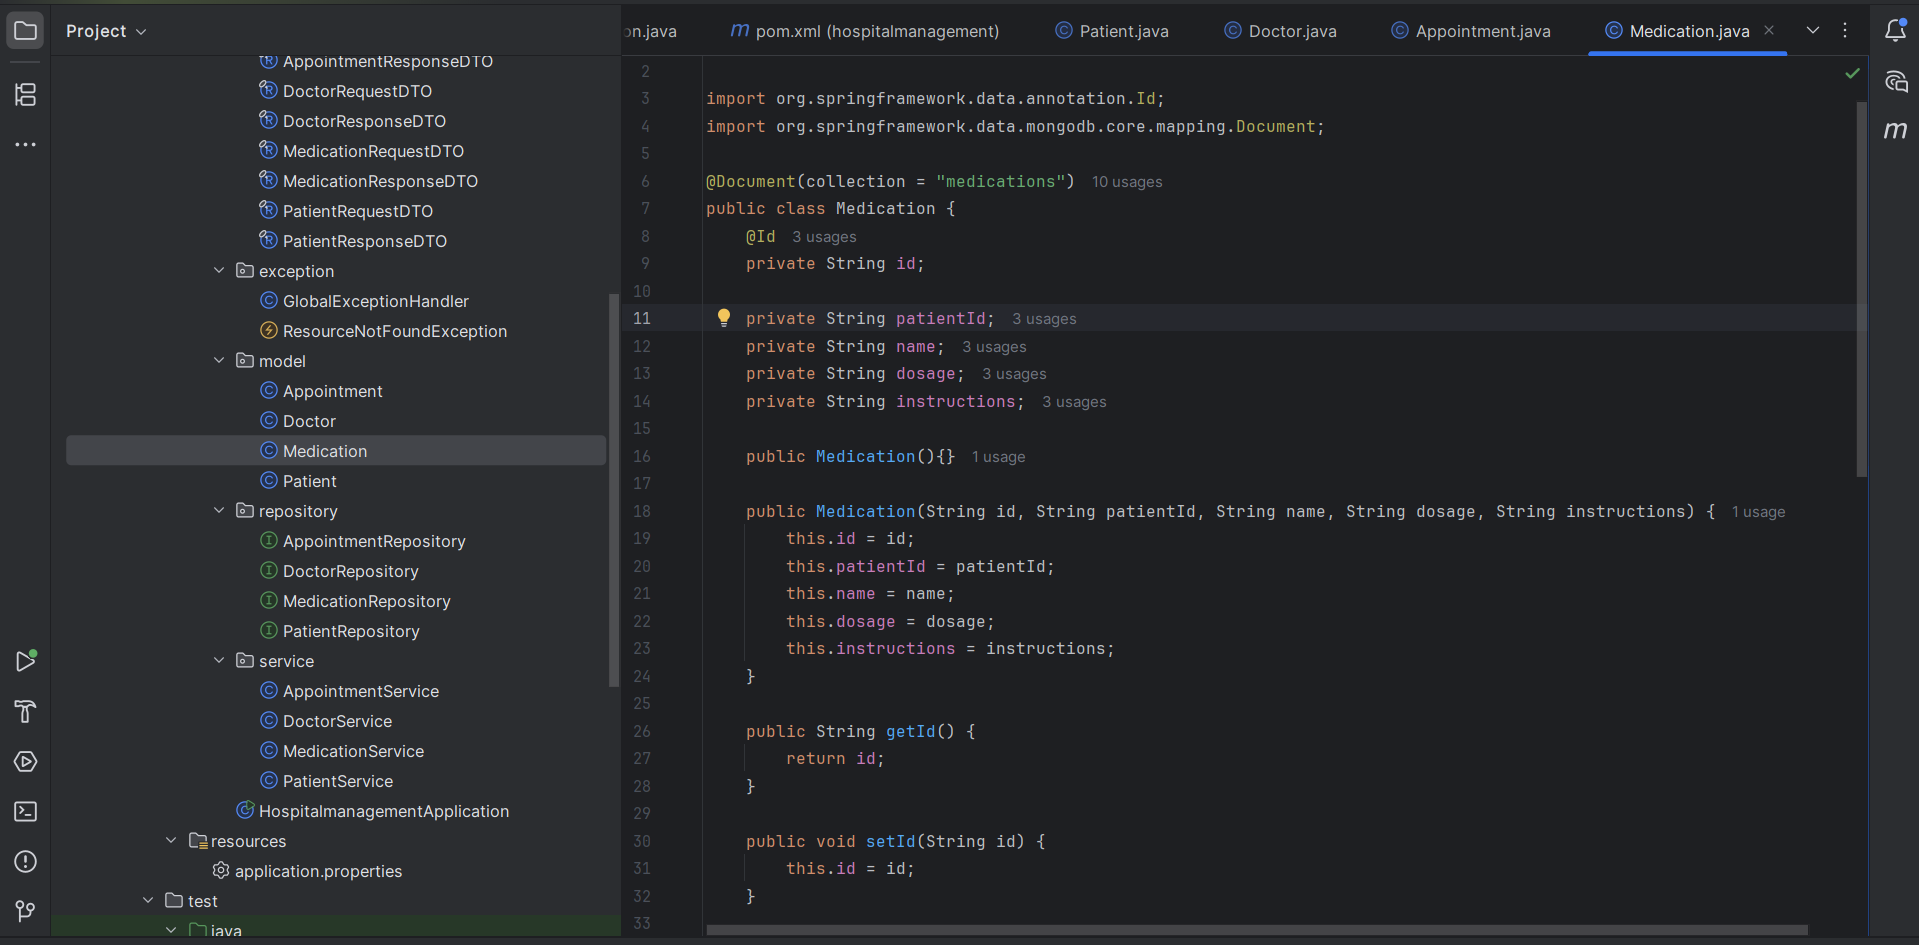 Project
on.java
m pom.xml (hospitalmanagement)
Patient.java
Doctor.java
Appointment.java
Medication.java
AppointmentResponseDTO
DoctorRequestDTO
DoctorResponseDTO
MedicationRequestDTO
MedicationResponseDTO
PatientRequestDTO
PatientResponseDTO
exception
GlobalExceptionHandler
ResourceNotFoundException
model
Appointment
Doctor
Medication
Patient
repository
AppointmentRepository
DoctorRepository
MedicationRepository
PatientRepository
service
AppointmentService
DoctorService
MedicationService
PatientService
HospitalmanagementApplication
resources
application.properties
test
java
2
3 import org.springframework.data.annotation.Id;
4 import org.springframework.data.mongodb.core.mapping.Document;
5
6 @Document(collection = "medications") 10 usages
7 public class Medication {
8 @Id 3 usages
9 private String id;
10
11 private String patientId; 3 usages
12 private String name; 3 usages
13 private String dosage; 3 usages
14 private String instructions; 3 usages
15
16 public Medication(){} 1 usage
17
18 public Medication(String id, String patientId, String name, String dosage, String instructions) { 1 usage
19 this.id = id;
20 this.patientId = patientId;
21 this.name = name;
22 this.dosage = dosage;
23 this.instructions = instructions;
24 }
25
26 public String getId() {
27 return id;
28 }
29
30 public void setId(String id) {
31 this.id = id;
32 }
33
m